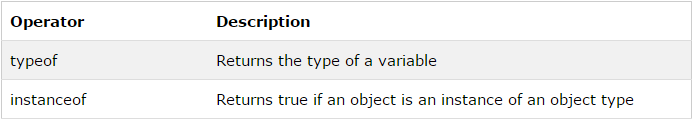 Operator Description
typeof Returns the type of a variable
instanceof Returns true if an object is an instance of an object type